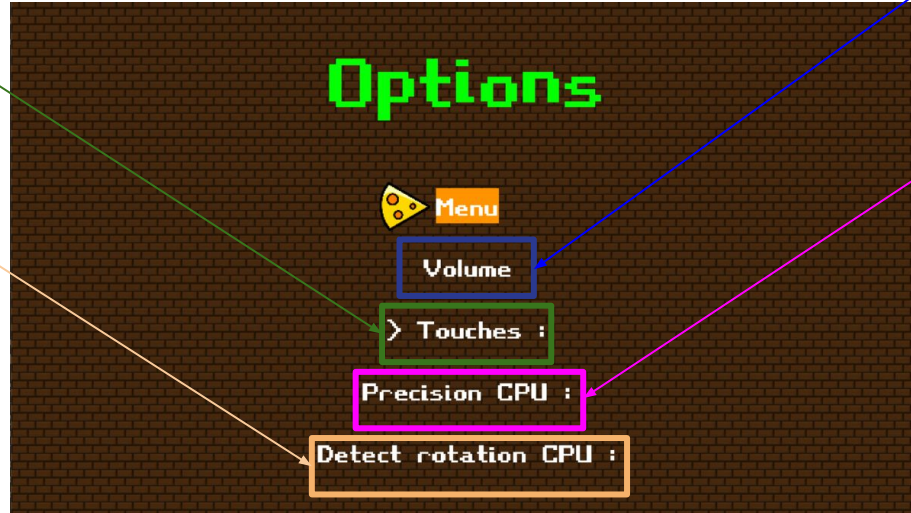 Options
Menu
Volume
> Touches :
Precision CPU :
Detect rotation CPU :